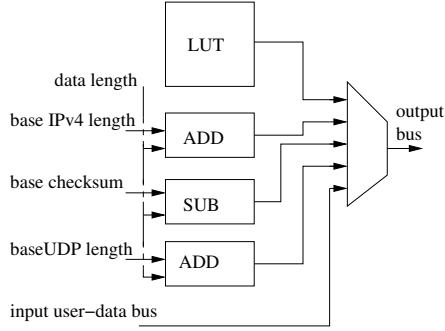 LUT
data length
base IPv4 length
ADD
output
bus
base checksum
SUB
baseUDP length
ADD
input user−data bus